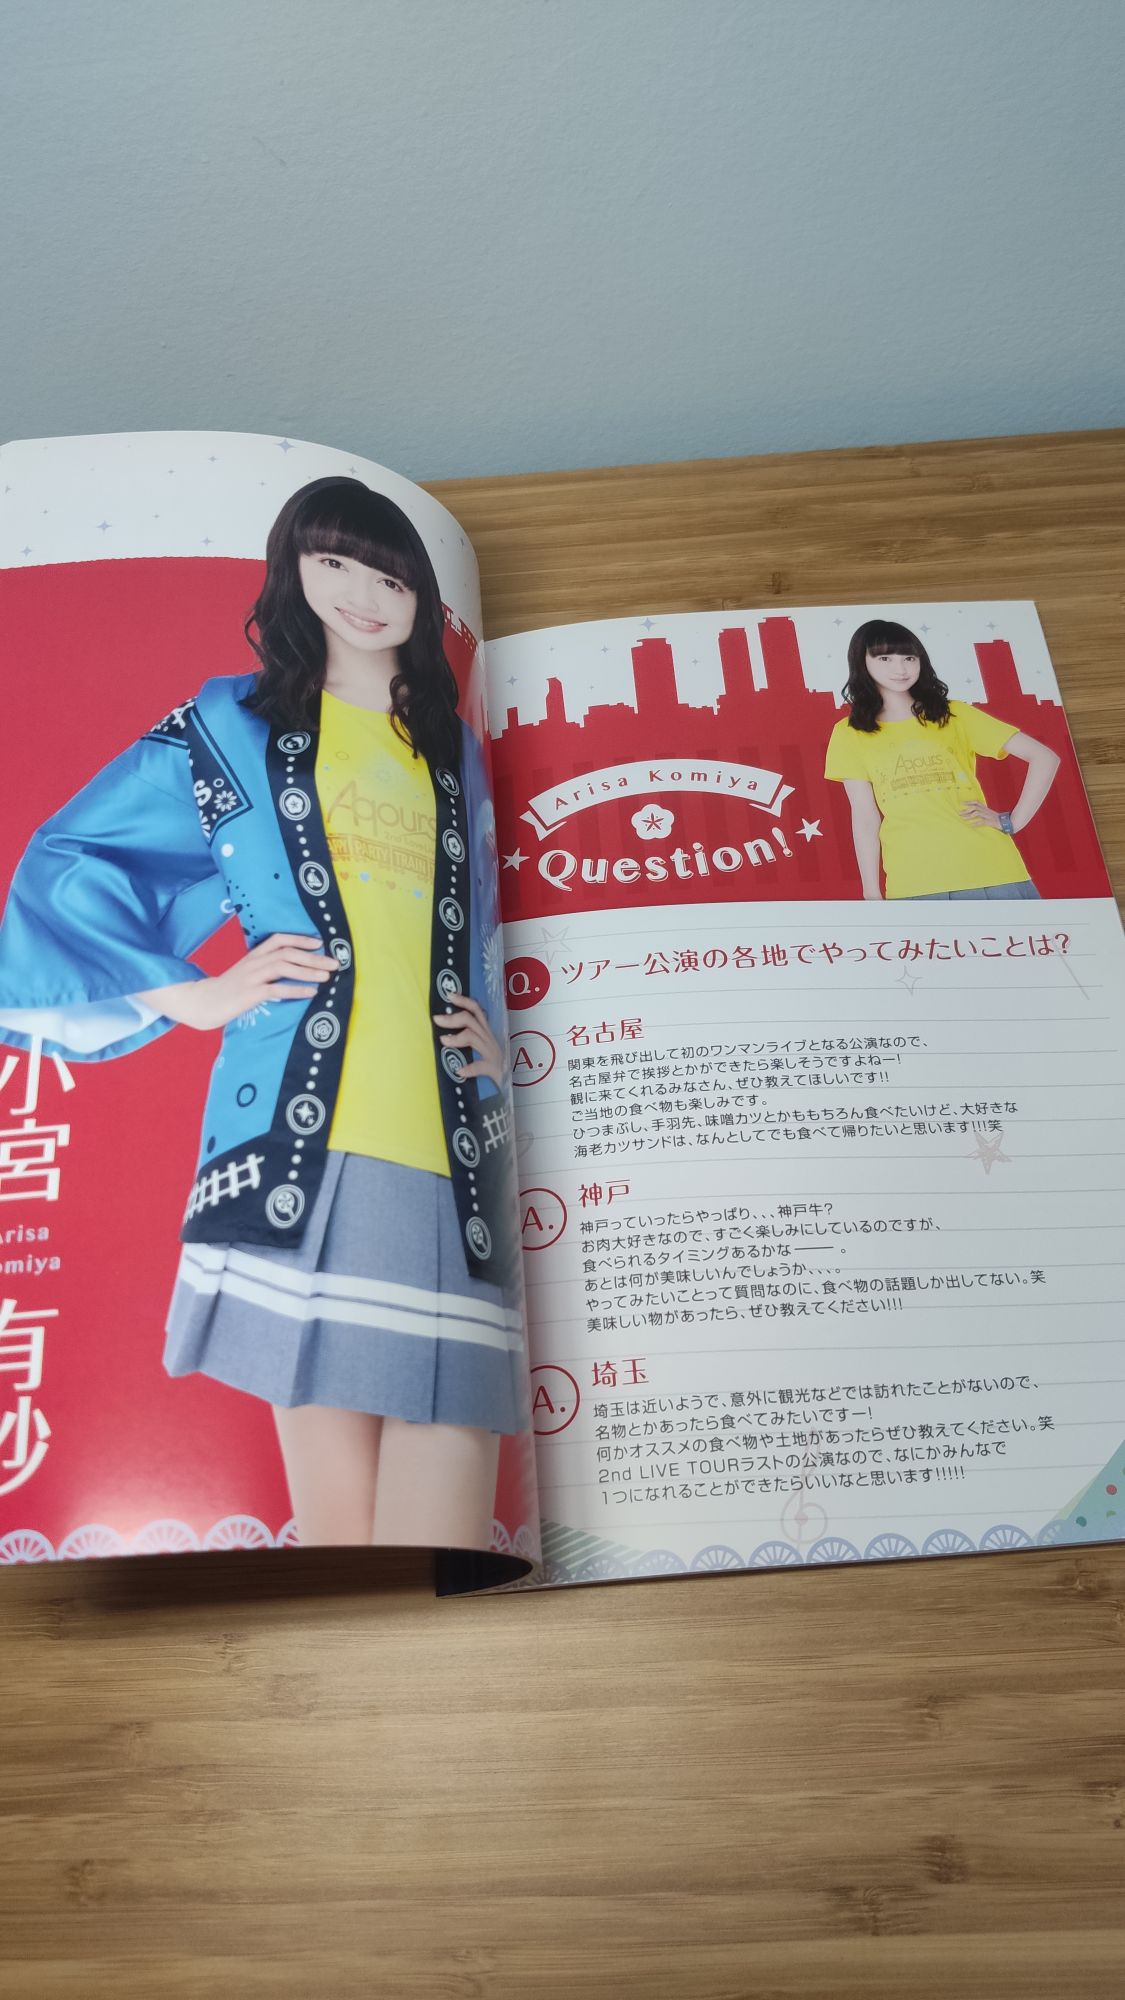 小宮
Arisa
Komiya
有紗
Aqours
PARTY TRAIN
Arisa Komiya
Question!
Aqours
Q. ツアー公演の各地でやってみたいことは?
A. 名古屋
関東を飛び出して初のワンマンライブとなる公演なので、
名古屋弁で挨拶とかができたら楽しそうですよねー!
観に来てくれるみなさん、ぜひ教えてほしいです!!
ご当地の食べ物も楽しみです。
ひつまぶし、手羽先、味噌カツとかももちろん食べたいけど、大好きな
海老カツサンドは、なんとしてでも食べて帰りたいと思います!!!笑
A. 神戸
神戸っていったらやっぱり、、、神戸牛?
お肉大好きなので、すごく楽しみにしているのですが、
食べられるタイミングあるかな――。
あとは何が美味しいんでしょうか、、、。
やってみたいことって質問なのに、食べ物の話題しか出してない。笑
美味しい物があったら、ぜひ教えてください!!!
A. 埼玉
埼玉は近いようで、意外に観光などでは訪れたことがないので、
名物とかあったら食べてみたいですー!
何かオススメの食べ物や土地があったらぜひ教えてください。笑
2nd LIVE TOURラストの公演なので、なにかみんなで
1つになれることができたらいいなと思います!!!!!